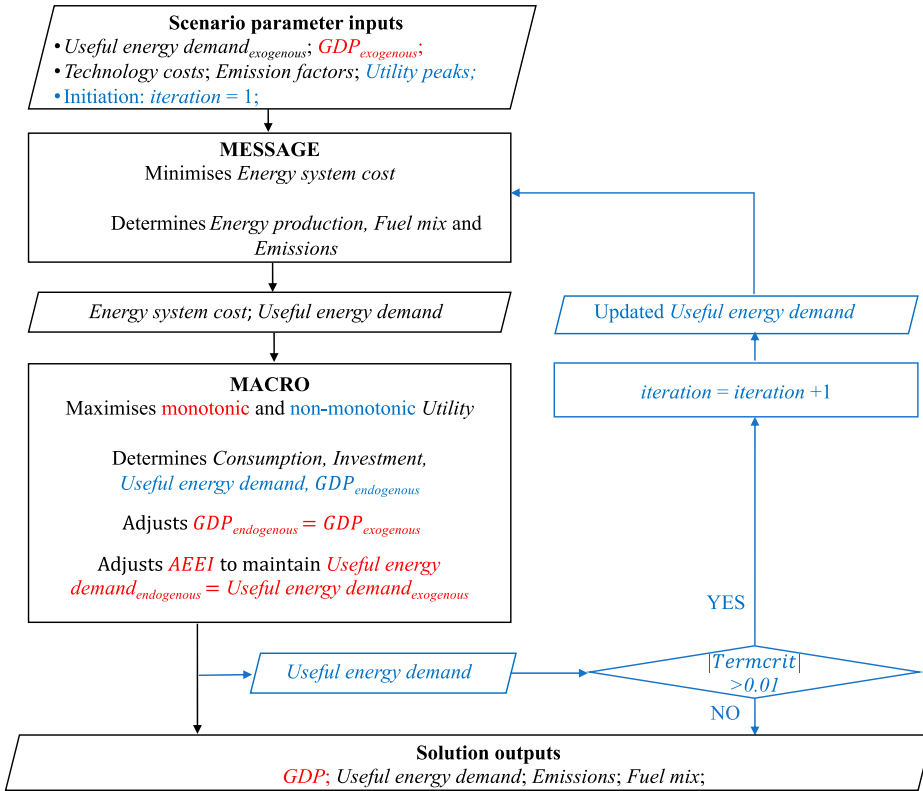 Scenario parameter inputs
• Useful energy demand_exogenous; GDP_exogenous;
• Technology costs; Emission factors; Utility peaks;
• Initiation: iteration = 1;
MESSAGE
Minimises Energy system cost
Determines Energy production, Fuel mix and
Emissions
Energy system cost; Useful energy demand
MACRO
Maximises monotonic and non-monotonic Utility
Determines Consumption, Investment,
Useful energy demand, GDP_endogenous
Adjusts GDP_endogenous = GDP_exogenous
Adjusts AEEI to maintain Useful energy
demand_endogenous = Useful energy demand_exogenous
Useful energy demand
|Termcrit|
>0.01
YES
NO
iteration = iteration +1
Updated Useful energy demand
Solution outputs
GDP; Useful energy demand; Emissions; Fuel mix;